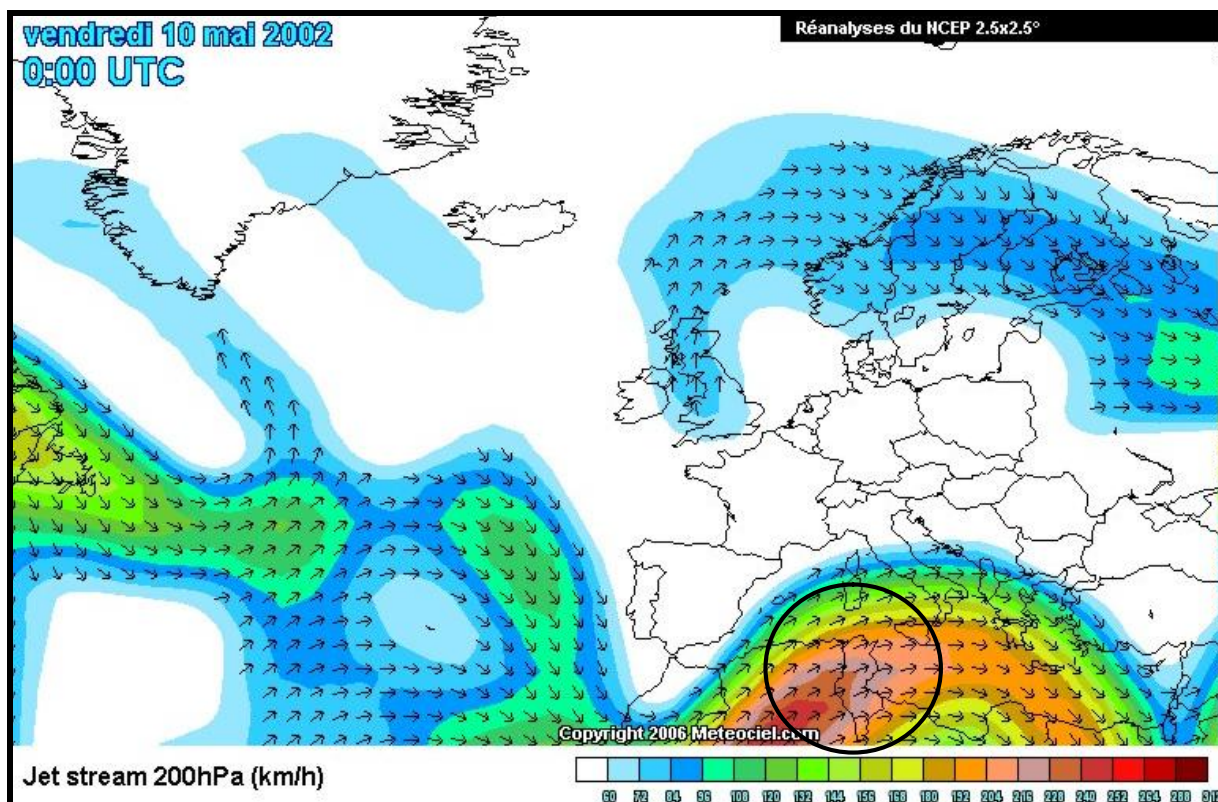 vendredi 10 mai 2002
0:00 UTC
Réanalyses du NCEP 2.5x2.5°
Copyright 2006 Meteociel.com
Jet stream 200hPa (km/h)
60 72 84 96 108 120 132 144 156 168 180 192 204 216 228 240 252 264 288